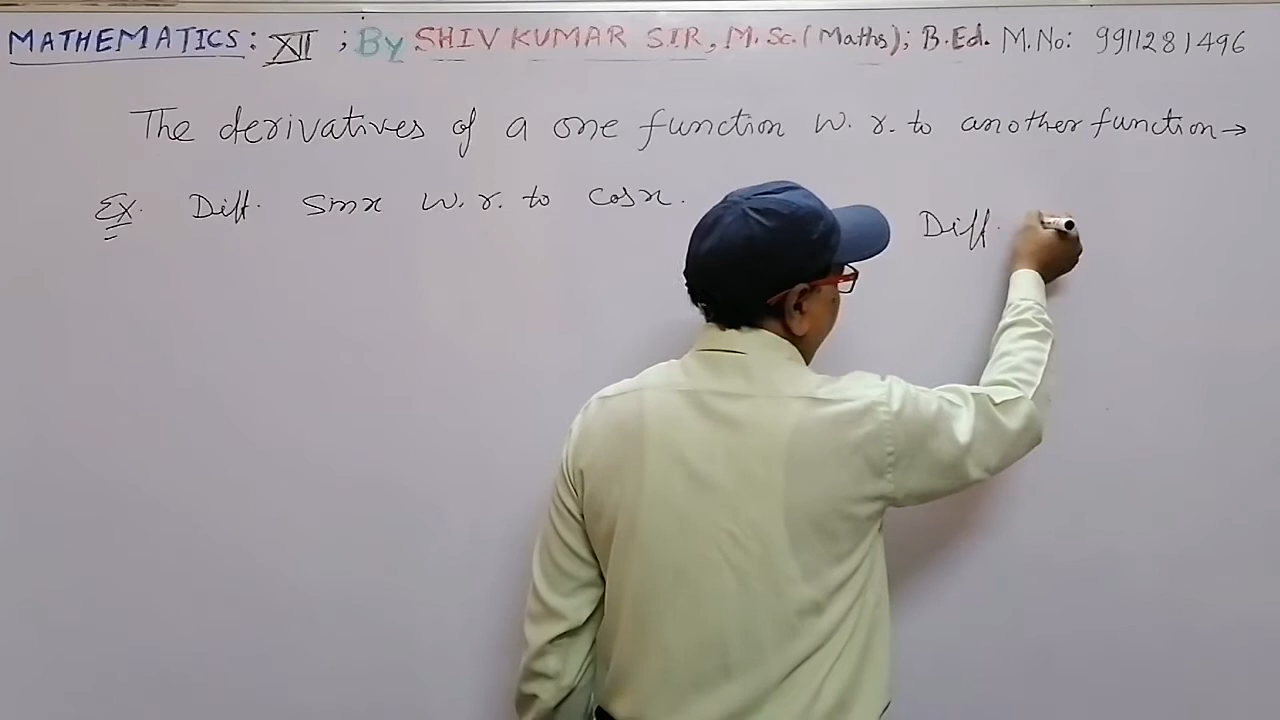 MATHEMATICS: XII ; By SHIV KUMAR SIR, M.Sc.(Maths); B.Ed. M.No: 9911281496
The derivatives of a one function w.r. to another function →
Ex. Diff. Sinx w.r. to Cosx.
Diff.